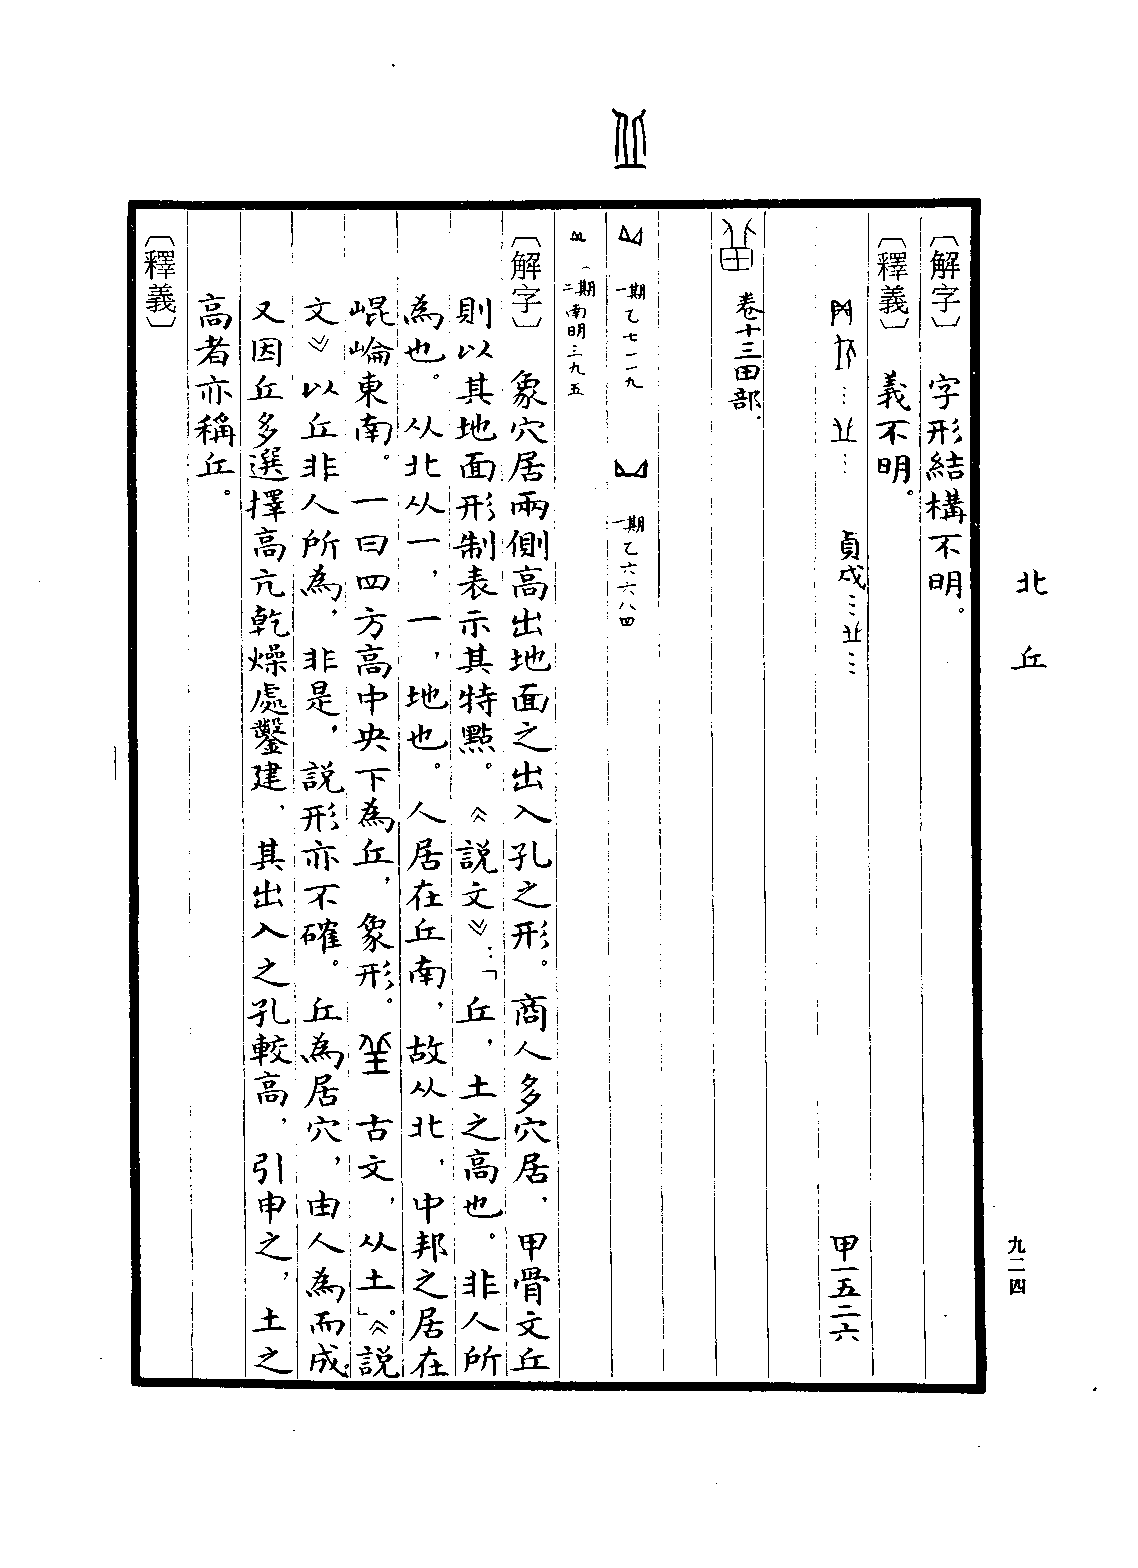 北 丘
九二四
〔解字〕 字形結構不明。
〔釋義〕 義不明。
貞戍…
甲一五二六
卷十三田部.
一期乙七一一九 一期乙六六八四
二期南明三九五
〔解字〕 象穴居兩側高出地面之出入孔之形。商人多穴居，甲骨文丘
則以其地面形制表示其特點。《說文》：「丘，土之高也。非人所
為也。从北从一，一，地也。人居在丘南，故从北，中邦之居在
崐崘東南。一曰四方高中央下為丘，象形。 古文，从土。」《說
文》以丘非人所為，非是，說形亦不確。丘為居穴，由人為而成，
又因丘多選擇高亢乾燥處鑿建，其出入之孔較高，引申之，土之
高者亦稱丘。
〔釋義〕